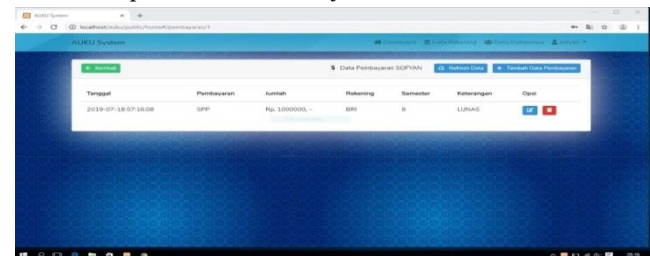 AUKU System
localhost/auku/public/home#/pembayaran/1
AUKU System Dashboard Data Rekening Data Mahasiswa sofyan
Kembali $ Data Pembayaran SOFYAN Refresh Data + Tambah Data Pembayaran
Tanggal Pembayaran Jumlah Rekening Semester Keterangan Opsi
2019-07-18 07:16:08 SPP Rp. 1000000, - BRI II LUNAS